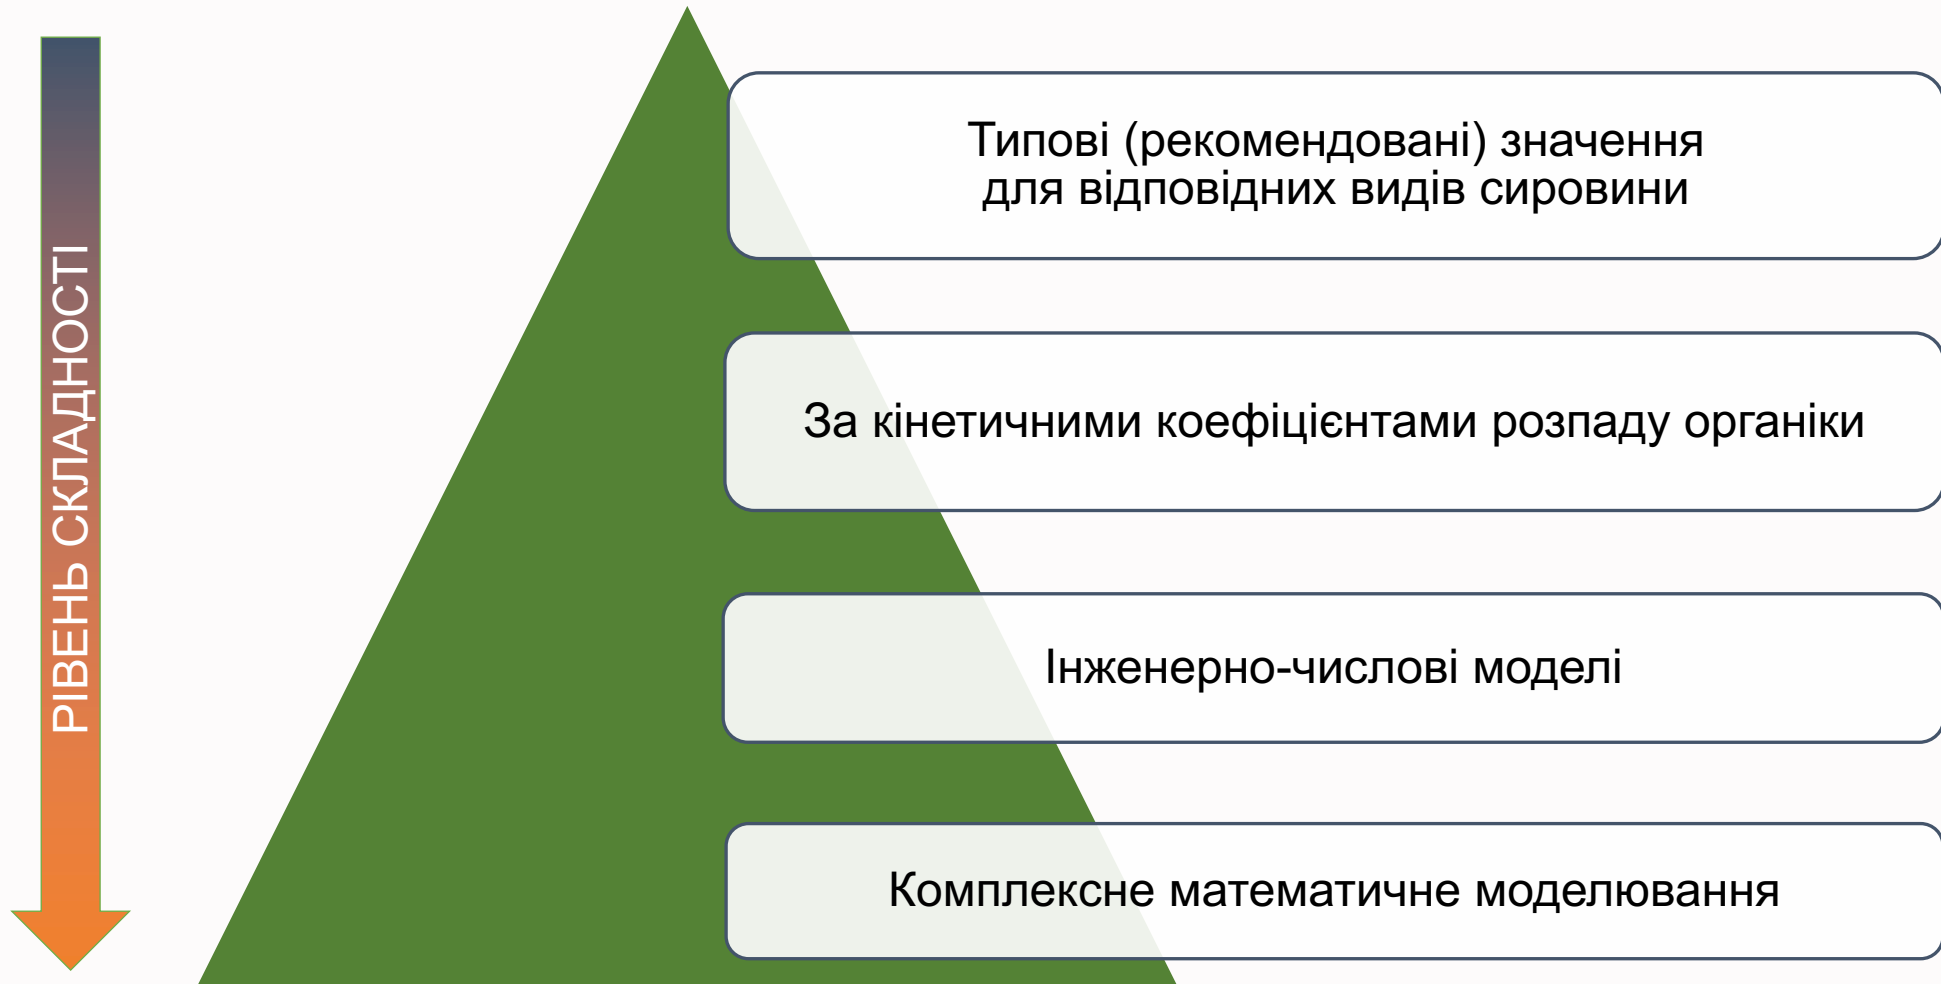 РІВЕНЬ СКЛАДНОСТІ
Типові (рекомендовані) значення
для відповідних видів сировини
За кінетичними коефіцієнтами розпаду органіки
Інженерно-числові моделі
Комплексне математичне моделювання